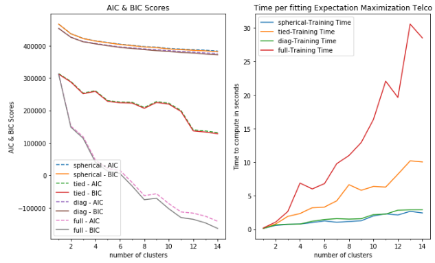 AIC & BIC Scores
AIC & BIC Scores
400000
300000
200000
100000
0
−100000
spherical - AIC
spherical - BIC
tied - AIC
tied - BIC
diag - AIC
diag - BIC
full - AIC
full - BIC
2 4 6 8 10 12 14
number of clusters
Time per fitting Expectation Maximization Telco
Time to compute in seconds
30
25
20
15
10
5
0
spherical-Training Time
tied-Training Time
diag-Training Time
full-Training Time
2 4 6 8 10 12 14
number of clusters